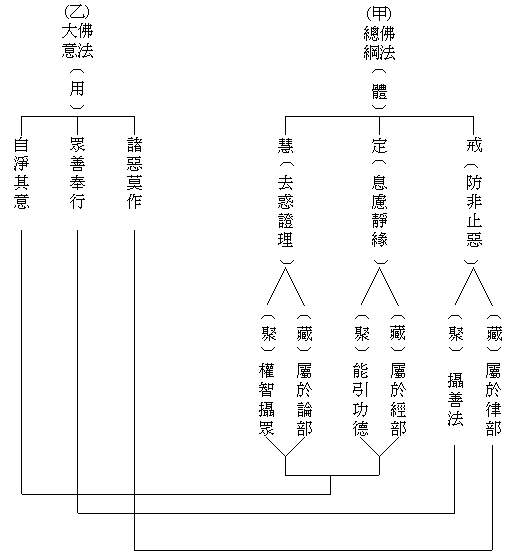 (甲)
佛法
總綱
（體）
戒（防非止惡）
（藏）屬於律部
（聚）攝善法
定（息慮靜緣）
（藏）屬於經部
（聚）能引功德
慧（去惑證理）
（藏）屬於論部
（聚）權智攝眾
(乙)
佛法
大意
（用）
諸惡莫作
眾善奉行
自淨其意